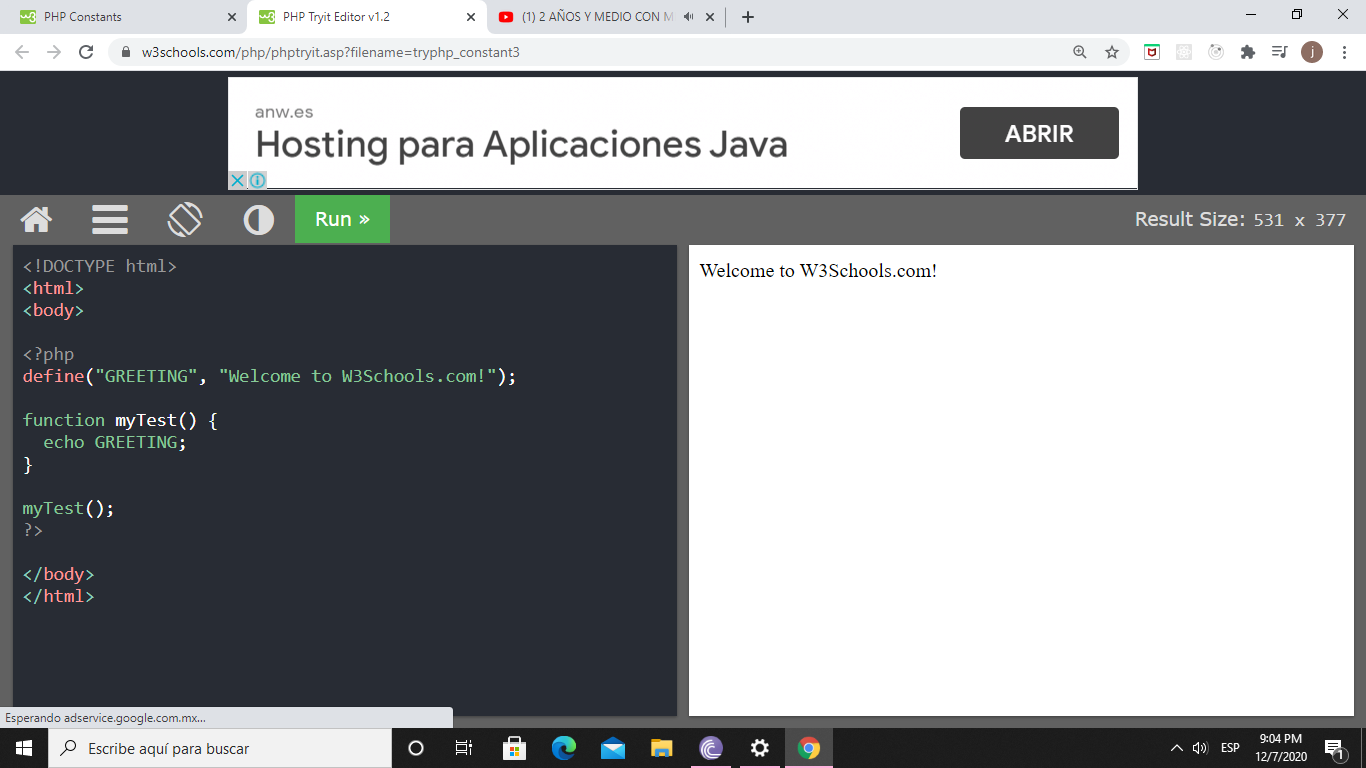 PHP Constants
PHP Tryit Editor v1.2
(1) 2 AÑOS Y MEDIO CON M
w3schools.com/php/phptryit.asp?filename=tryphp_constant3
j
anw.es
Hosting para Aplicaciones Java
ABRIR
Run »
Result Size: 531 x 377
<!DOCTYPE html>
<html>
<body>
<?php
define("GREETING", "Welcome to W3Schools.com!");
function myTest() {
  echo GREETING;
}
myTest();
?>
</body>
</html>
Welcome to W3Schools.com!
Esperando adservice.google.com.mx...
Escribe aquí para buscar
ESP
9:04 PM
12/7/2020
1